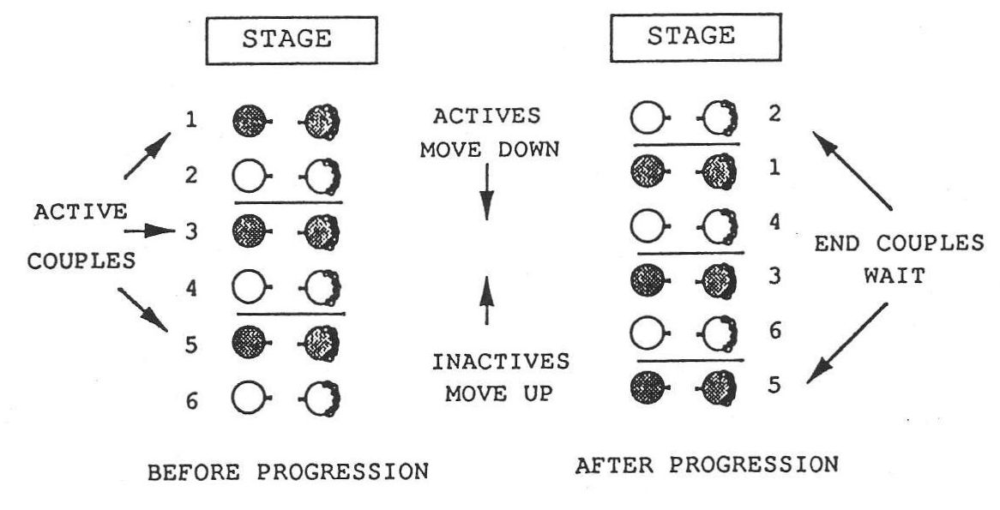 STAGE
1
2
3
4
5
6
ACTIVE
COUPLES
BEFORE PROGRESSION
ACTIVES
MOVE DOWN
INACTIVES
MOVE UP
STAGE
2
1
4
3
6
5
END COUPLES
WAIT
AFTER PROGRESSION